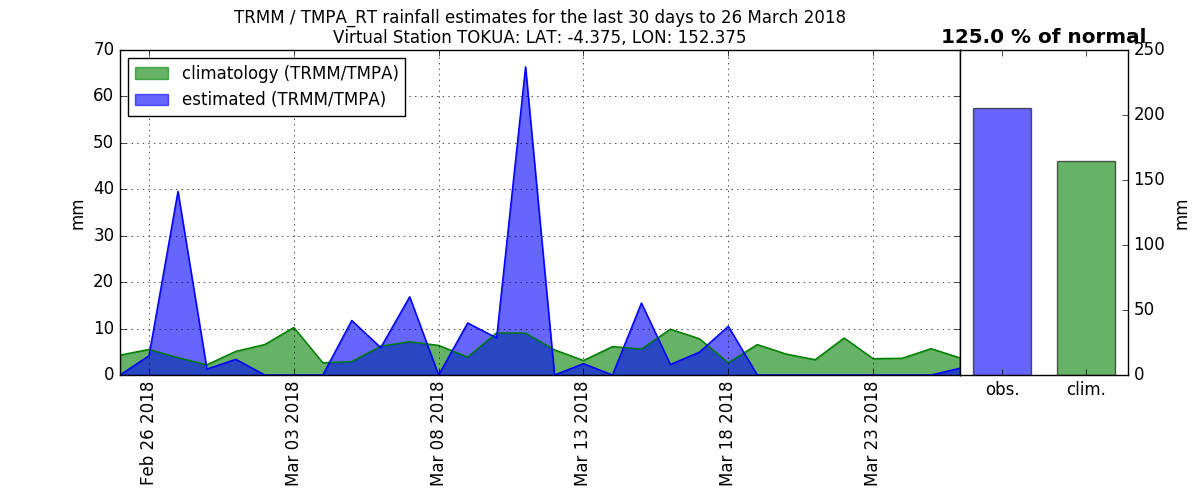 TRMM / TMPA_RT rainfall estimates for the last 30 days to 26 March 2018
Virtual Station TOKUA: LAT: -4.375, LON: 152.375
125.0 % of normal
climatology (TRMM/TMPA)
estimated (TRMM/TMPA)
70
60
50
40
30
20
10
0
mm
Feb 26 2018
Mar 03 2018
Mar 08 2018
Mar 13 2018
Mar 18 2018
Mar 23 2018
250
200
150
100
50
0
mm
obs.
clim.